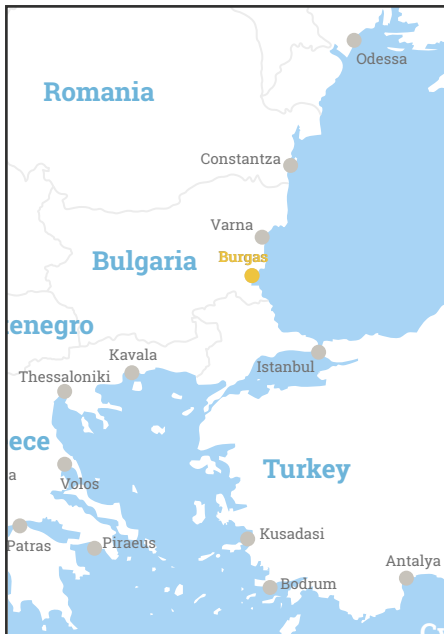 Odessa
Romania
Constantza
Varna
Bulgaria
Burgas
enegro
Kavala
Istanbul
Thessaloniki
ece
Turkey
a
Volos
Kusadasi
Patras
Piraeus
Antalya
Bodrum